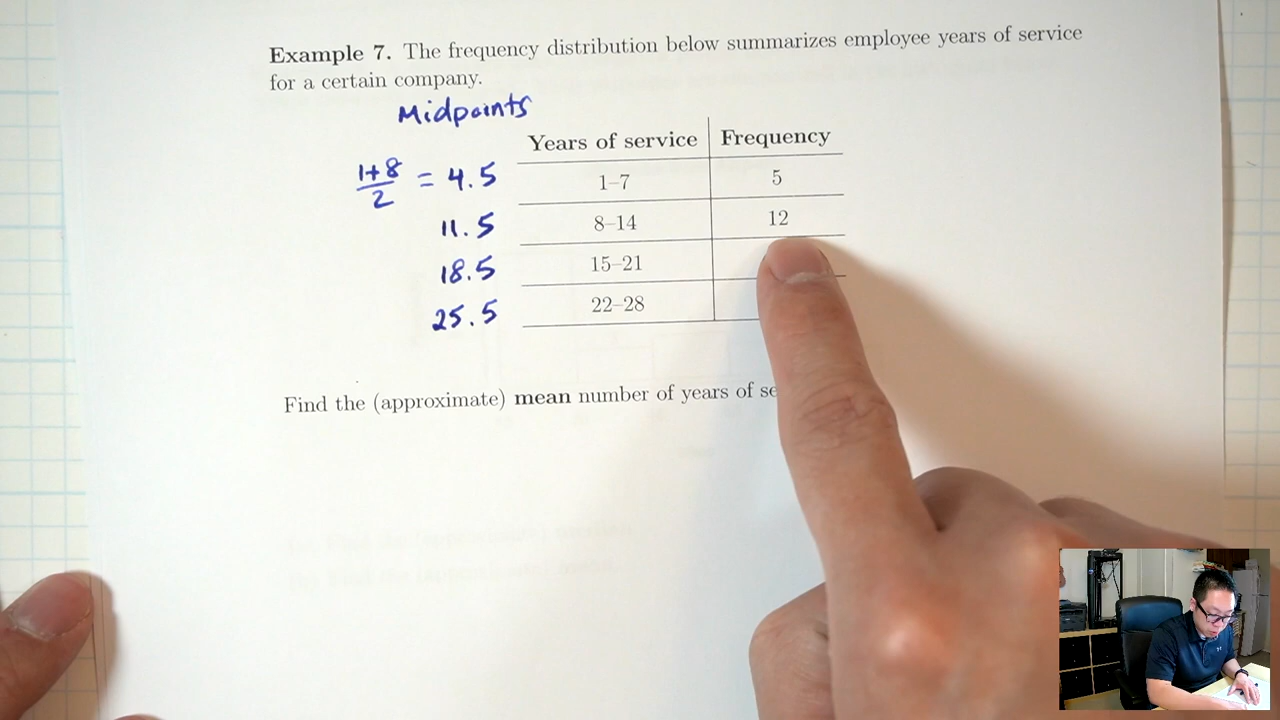 Example 7. The frequency distribution below summarizes employee years of service
for a certain company.
Midpoints
Years of service Frequency
1+8/2 = 4.5 1–7 5
11.5 8–14 12
18.5 15–21
25.5 22–28
Find the (approximate) mean number of years of se